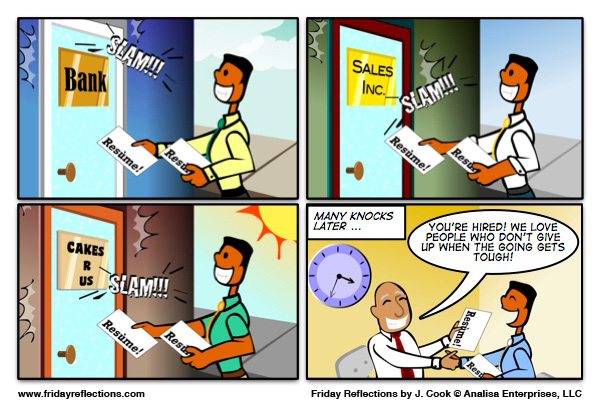 Bank
SLAM!!!
Resume!
Resu
SALES
INC.
SLAM!!!
Resume!
Resu
CAKES
R
US
SLAM!!!
Resume!
Resu
MANY KNOCKS
LATER ...
YOU'RE HIRED! WE LOVE
PEOPLE WHO DON'T GIVE
UP WHEN THE GOING GETS
TOUGH!
Resume!
Resu
www.fridayreflections.com
Friday Reflections by J. Cook © Analisa Enterprises, LLC